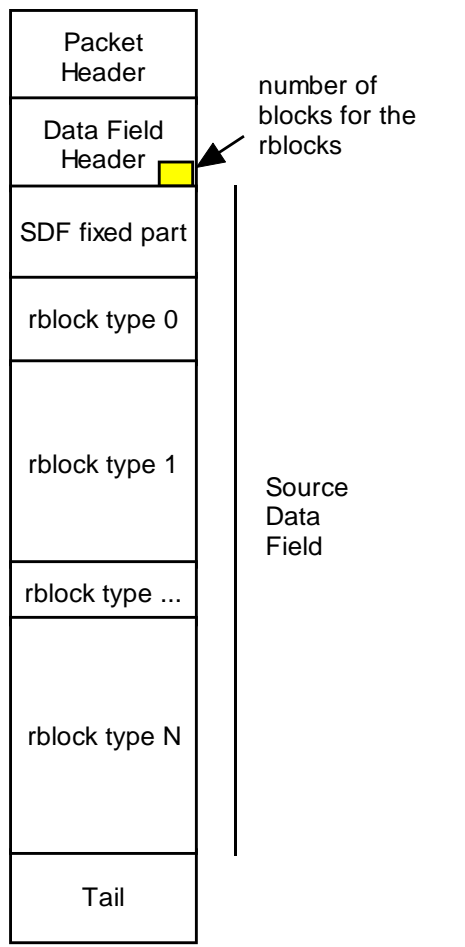 Packet
Header
number of
blocks for the
rblocks
Data Field
Header
SDF fixed part
rblock type 0
rblock type 1
Source
Data
Field
rblock type ...
rblock type N
Tail